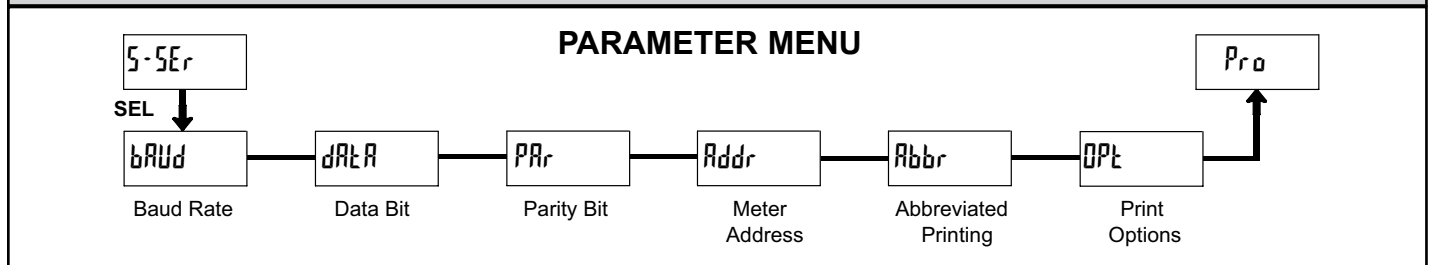 PARAMETER MENU
5-SEr
Pro
SEL
bAUd
dAtA
PAr
Addr
Abbr
OPt
Baud Rate
Data Bit
Parity Bit
Meter
Address
Abbreviated
Printing
Print
Options